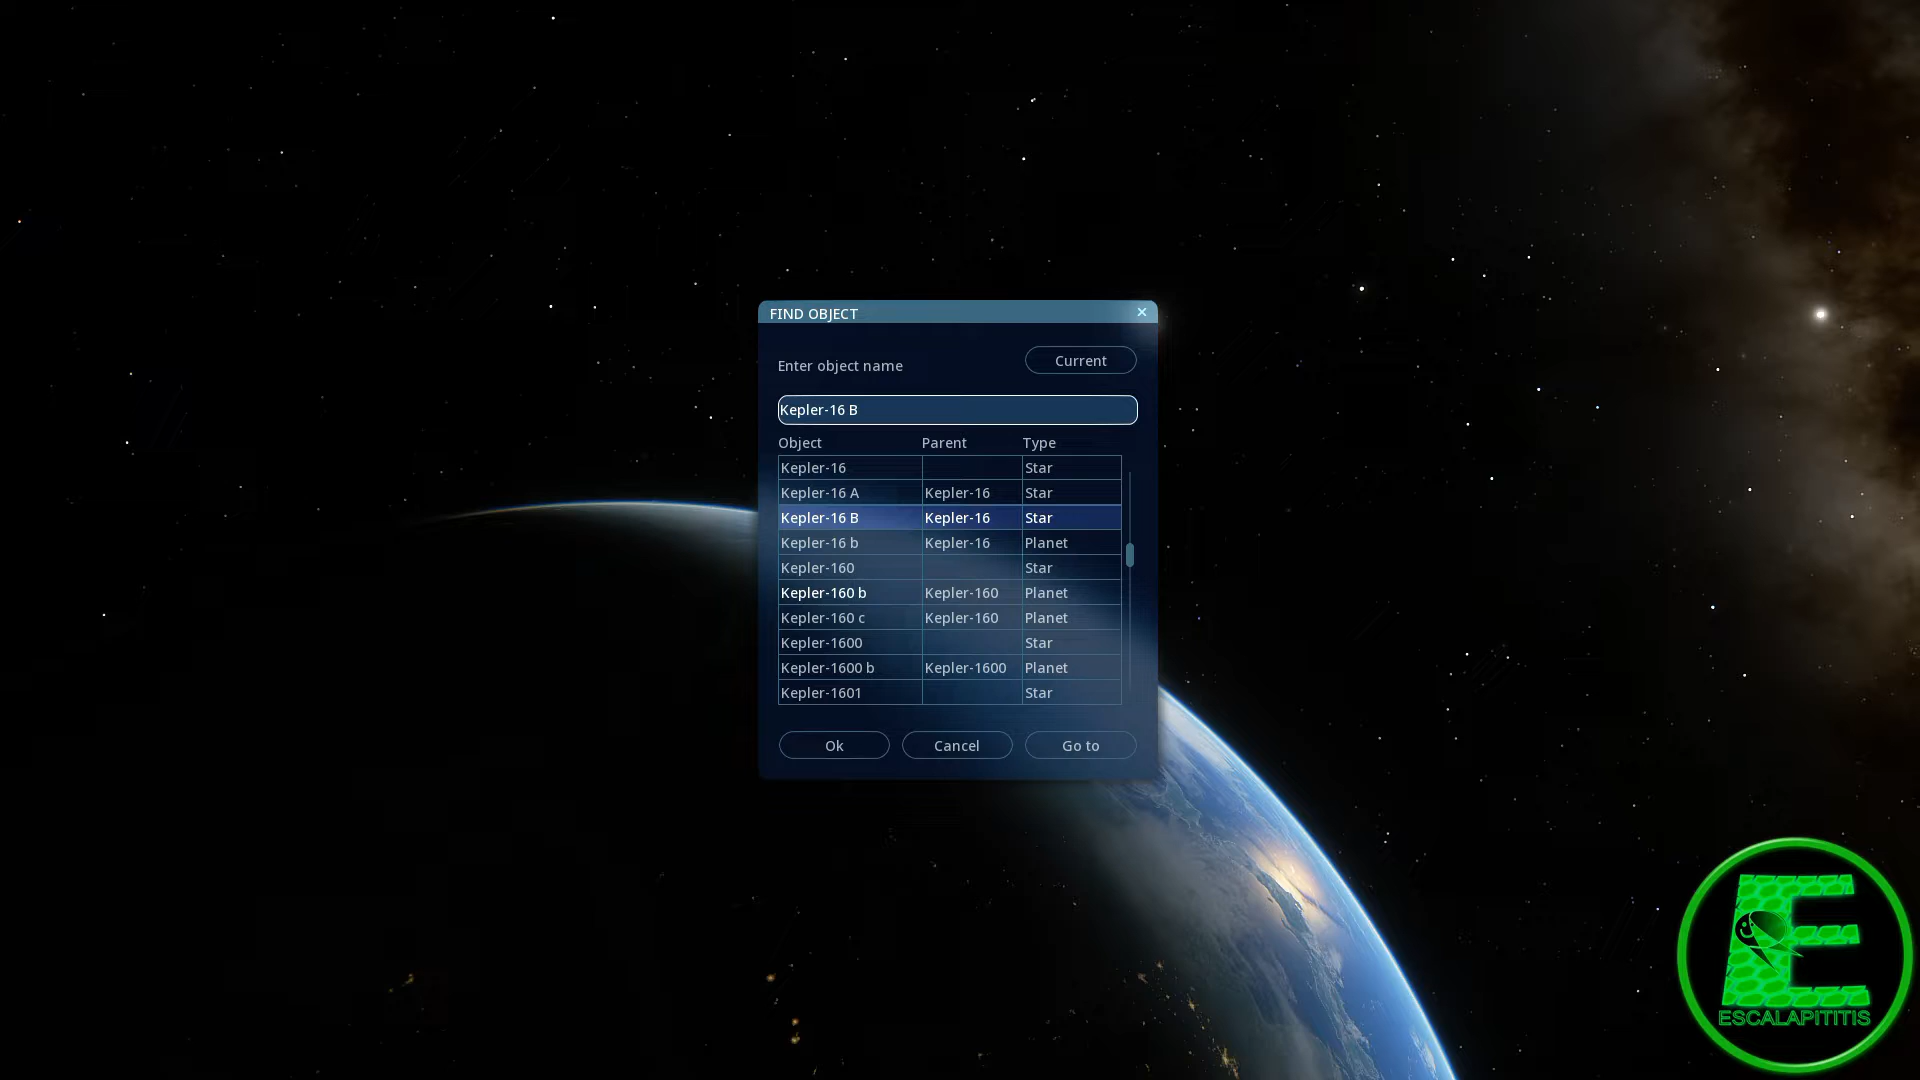 FIND OBJECT
Enter object name
Current
Kepler-16 B
Object Parent Type
Kepler-16 Star
Kepler-16 A Kepler-16 Star
Kepler-16 B Kepler-16 Star
Kepler-16 b Kepler-16 Planet
Kepler-160 Star
Kepler-160 b Kepler-160 Planet
Kepler-160 c Kepler-160 Planet
Kepler-1600 Star
Kepler-1600 b Kepler-1600 Planet
Kepler-1601 Star
Ok Cancel Go to
E
ESCALAPITITIS